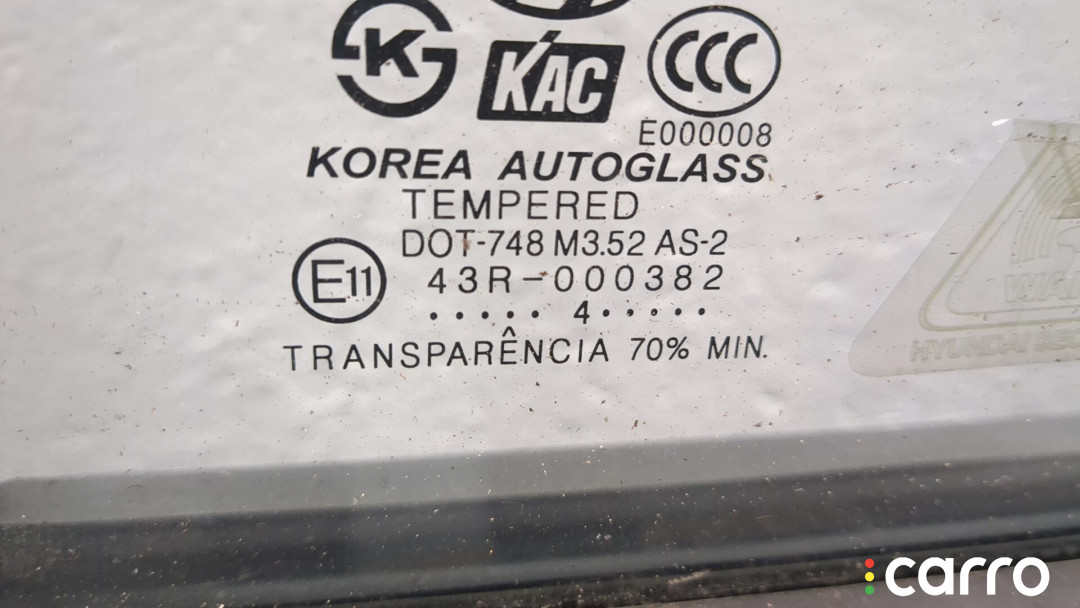 K
KAC
CCC
E000008
KOREA AUTOGLASS
TEMPERED
DOT-748 M3.52 AS-2
E11
43R-000382
•••••4•••••
TRANSPARÊNCIA 70% MIN.
HYUNDAI
carro